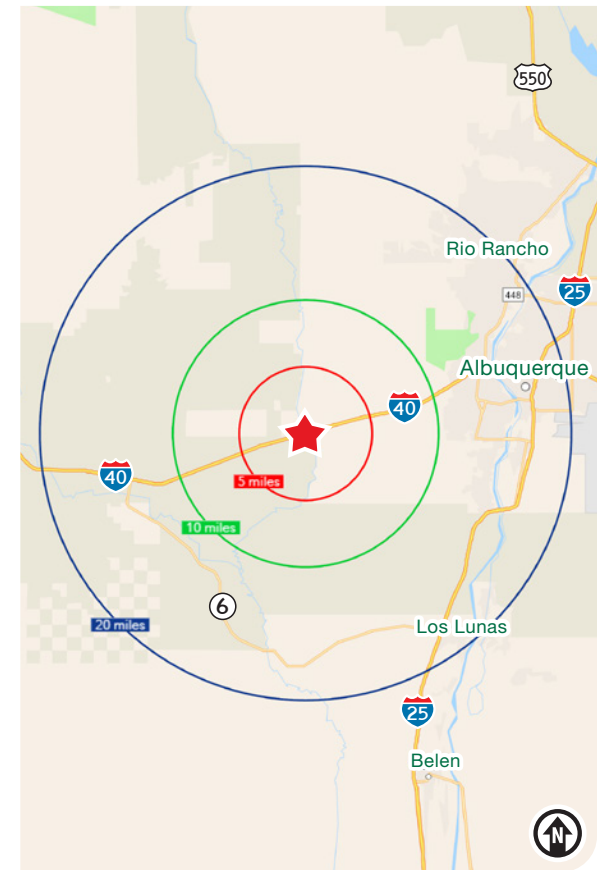 550
Rio Rancho
448
25
Albuquerque
40
40
5 miles
10 miles
6
20 miles
Los Lunas
25
Belen
N